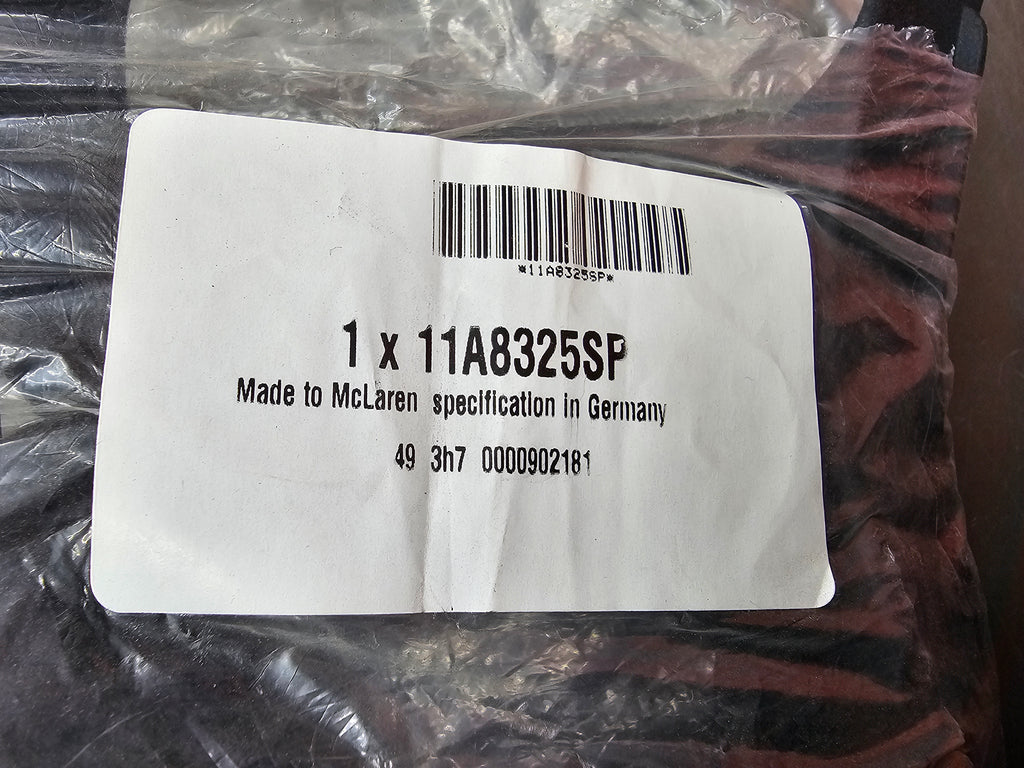 *11A8325SP*
1 x 11A8325SP
Made to McLaren specification in Germany
49 3h7 0000902181